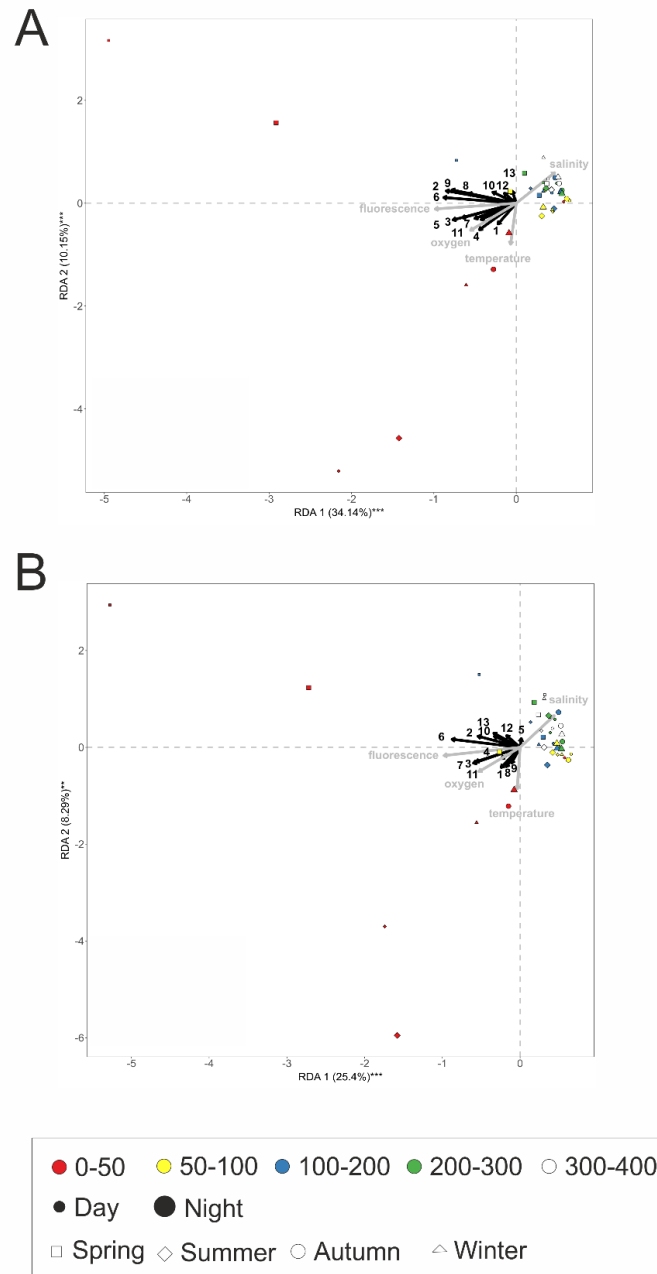 A
2
0
-2
-4
salinity
13
2 9 8 10 12
6
fluorescence
5 3 7 1
11 4
oxygen
temperature
-5 -4 -3 -2 -1 0
RDA 1 (34.14%)***
RDA 2 (10.15%)***
B
2
0
-2
-4
-6
salinity
13
6 2 10 12 5
fluorescence
4
7 3 9
11 1 8
oxygen
temperature
-5 -4 -3 -2 -1 0
RDA 1 (25.4%)***
RDA 2 (8.29%)**
0-50 50-100 100-200 200-300 300-400
Day Night
Spring Summer Autumn Winter